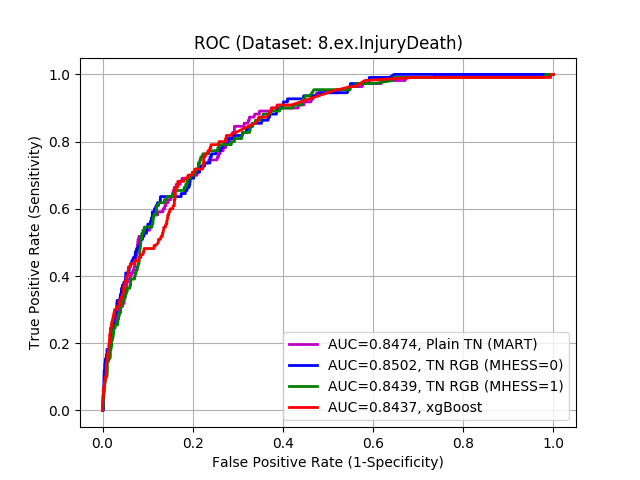 ROC (Dataset: 8.ex.InjuryDeath)
True Positive Rate (Sensitivity)
1.0
0.8
0.6
0.4
0.2
0.0
AUC=0.8474, Plain TN (MART)
AUC=0.8502, TN RGB (MHESS=0)
AUC=0.8439, TN RGB (MHESS=1)
AUC=0.8437, xgBoost
0.0 0.2 0.4 0.6 0.8 1.0
False Positive Rate (1-Specificity)